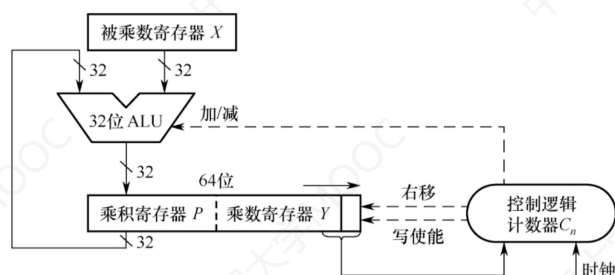 被乘数寄存器 X
32
32
32位 ALU
加/减
32
64位
乘积寄存器 P
乘数寄存器 Y
右移
写使能
控制逻辑
计数器Cn
32
时钟